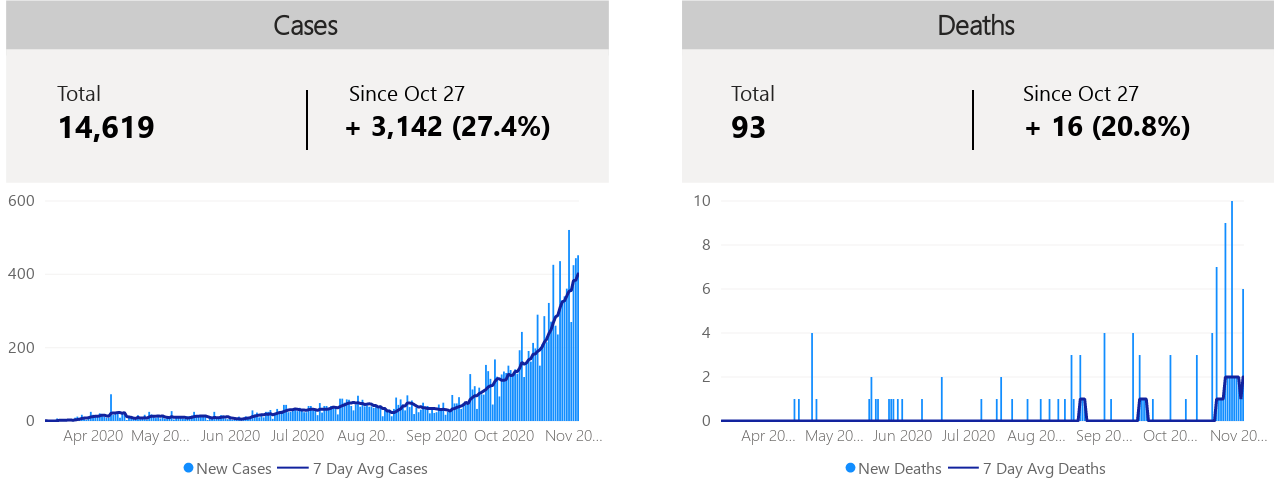 Cases
Total
14,619
Since Oct 27
+ 3,142 (27.4%)
600
400
200
0
Apr 2020 May 20... Jun 2020 Jul 2020 Aug 20... Sep 2020 Oct 2020 Nov 20...
New Cases 7 Day Avg Cases
Deaths
Total
93
Since Oct 27
+ 16 (20.8%)
10
8
6
4
2
0
Apr 20... May 20... Jun 2020 Jul 2020 Aug 20... Sep 20... Oct 20... Nov 20...
New Deaths 7 Day Avg Deaths